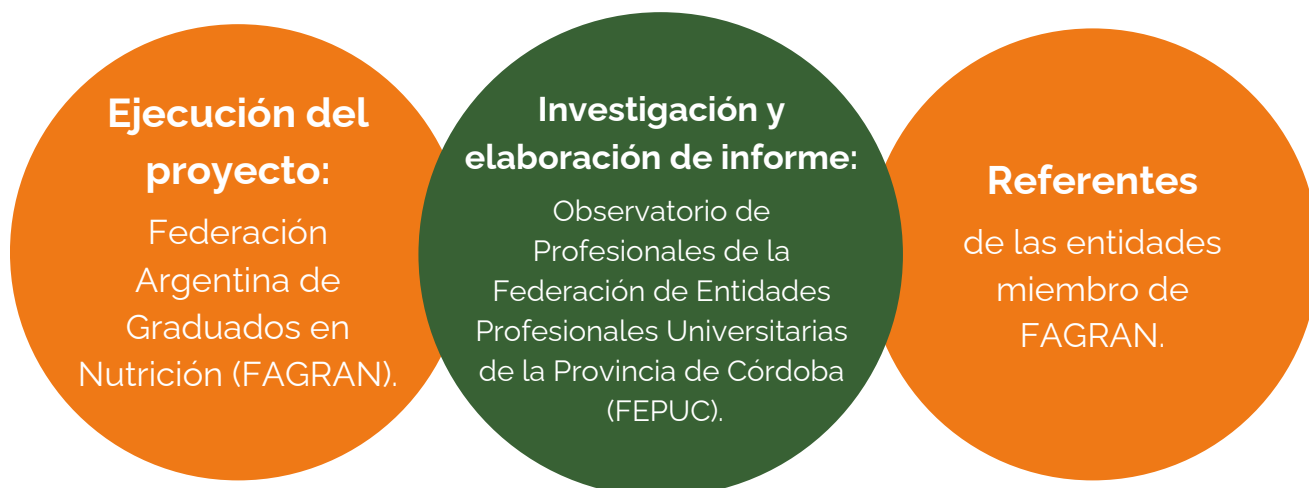 Ejecución del
proyecto:
Federación
Argentina de
Graduados en
Nutrición (FAGRAN).
Investigación y
elaboración de informe:
Observatorio de
Profesionales de la
Federación de Entidades
Profesionales Universitarias
de la Provincia de Córdoba
(FEPUC).
Referentes
de las entidades
miembro de
FAGRAN.